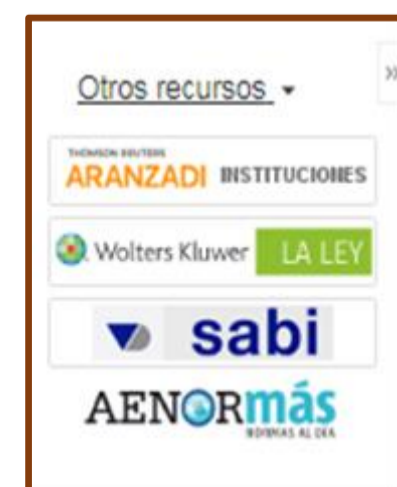 Otros recursos
»
THOMSON REUTERS
ARANZADI INSTITUCIONES
Wolters Kluwer LA LEY
sabi
AENORmás
NORMAS AL DÍA